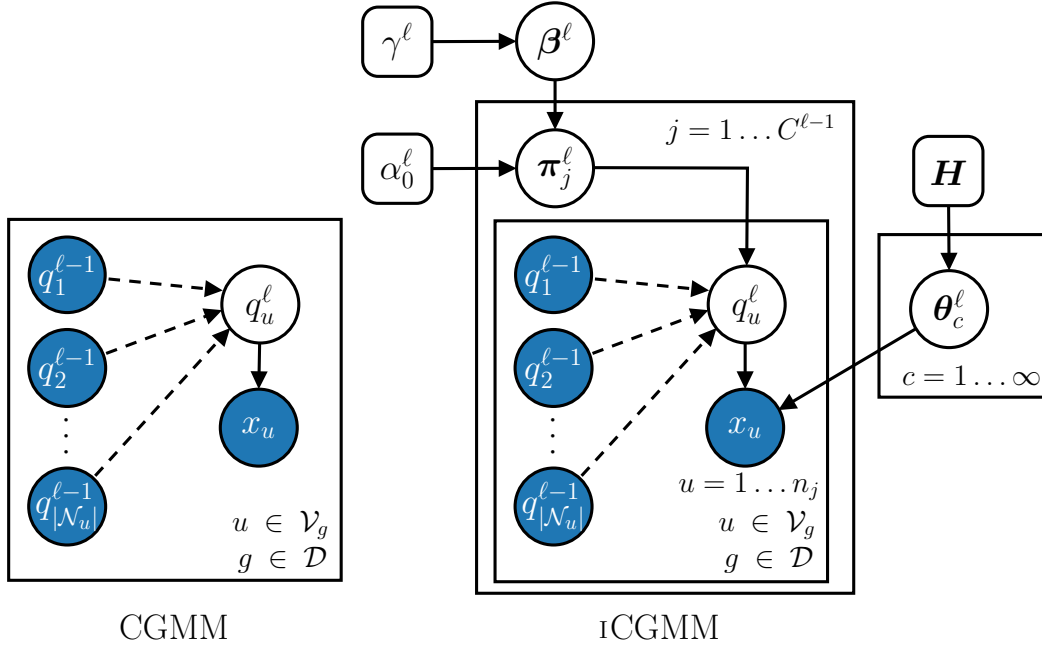 γ^ℓ
β^ℓ
j = 1 … C^{ℓ−1}
α_0^ℓ
π_j^ℓ
H
q_1^{ℓ−1}
q_u^ℓ
q_2^{ℓ−1}
x_u
q_{|𝒩_u|}^{ℓ−1}
u ∈ 𝒱_g
g ∈ 𝒟
CGMM
q_1^{ℓ−1}
q_u^ℓ
q_2^{ℓ−1}
x_u
q_{|𝒩_u|}^{ℓ−1}
u = 1 … n_j
u ∈ 𝒱_g
g ∈ 𝒟
ICGMM
θ_c^ℓ
c = 1 … ∞